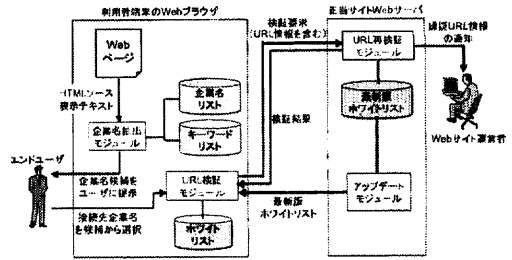 利用者端末のWebブラウザ
Web
ページ
HTMLソース
表示テキスト
企業名
リスト
キーワード
リスト
企業名抽出
モジュール
エンドユーザ
企業名候補を
ユーザに提示
接続先企業名
を候補から選択
URL検証
モジュール
ホワイト
リスト
検証要求
(URL情報を含む)
検証結果
最新版
ホワイトリスト
正当サイトWebサーバ
URL再検証
モジュール
最新版
ホワイトリスト
アップデート
モジュール
嫌疑URL情報
の通知
Webサイト運営者